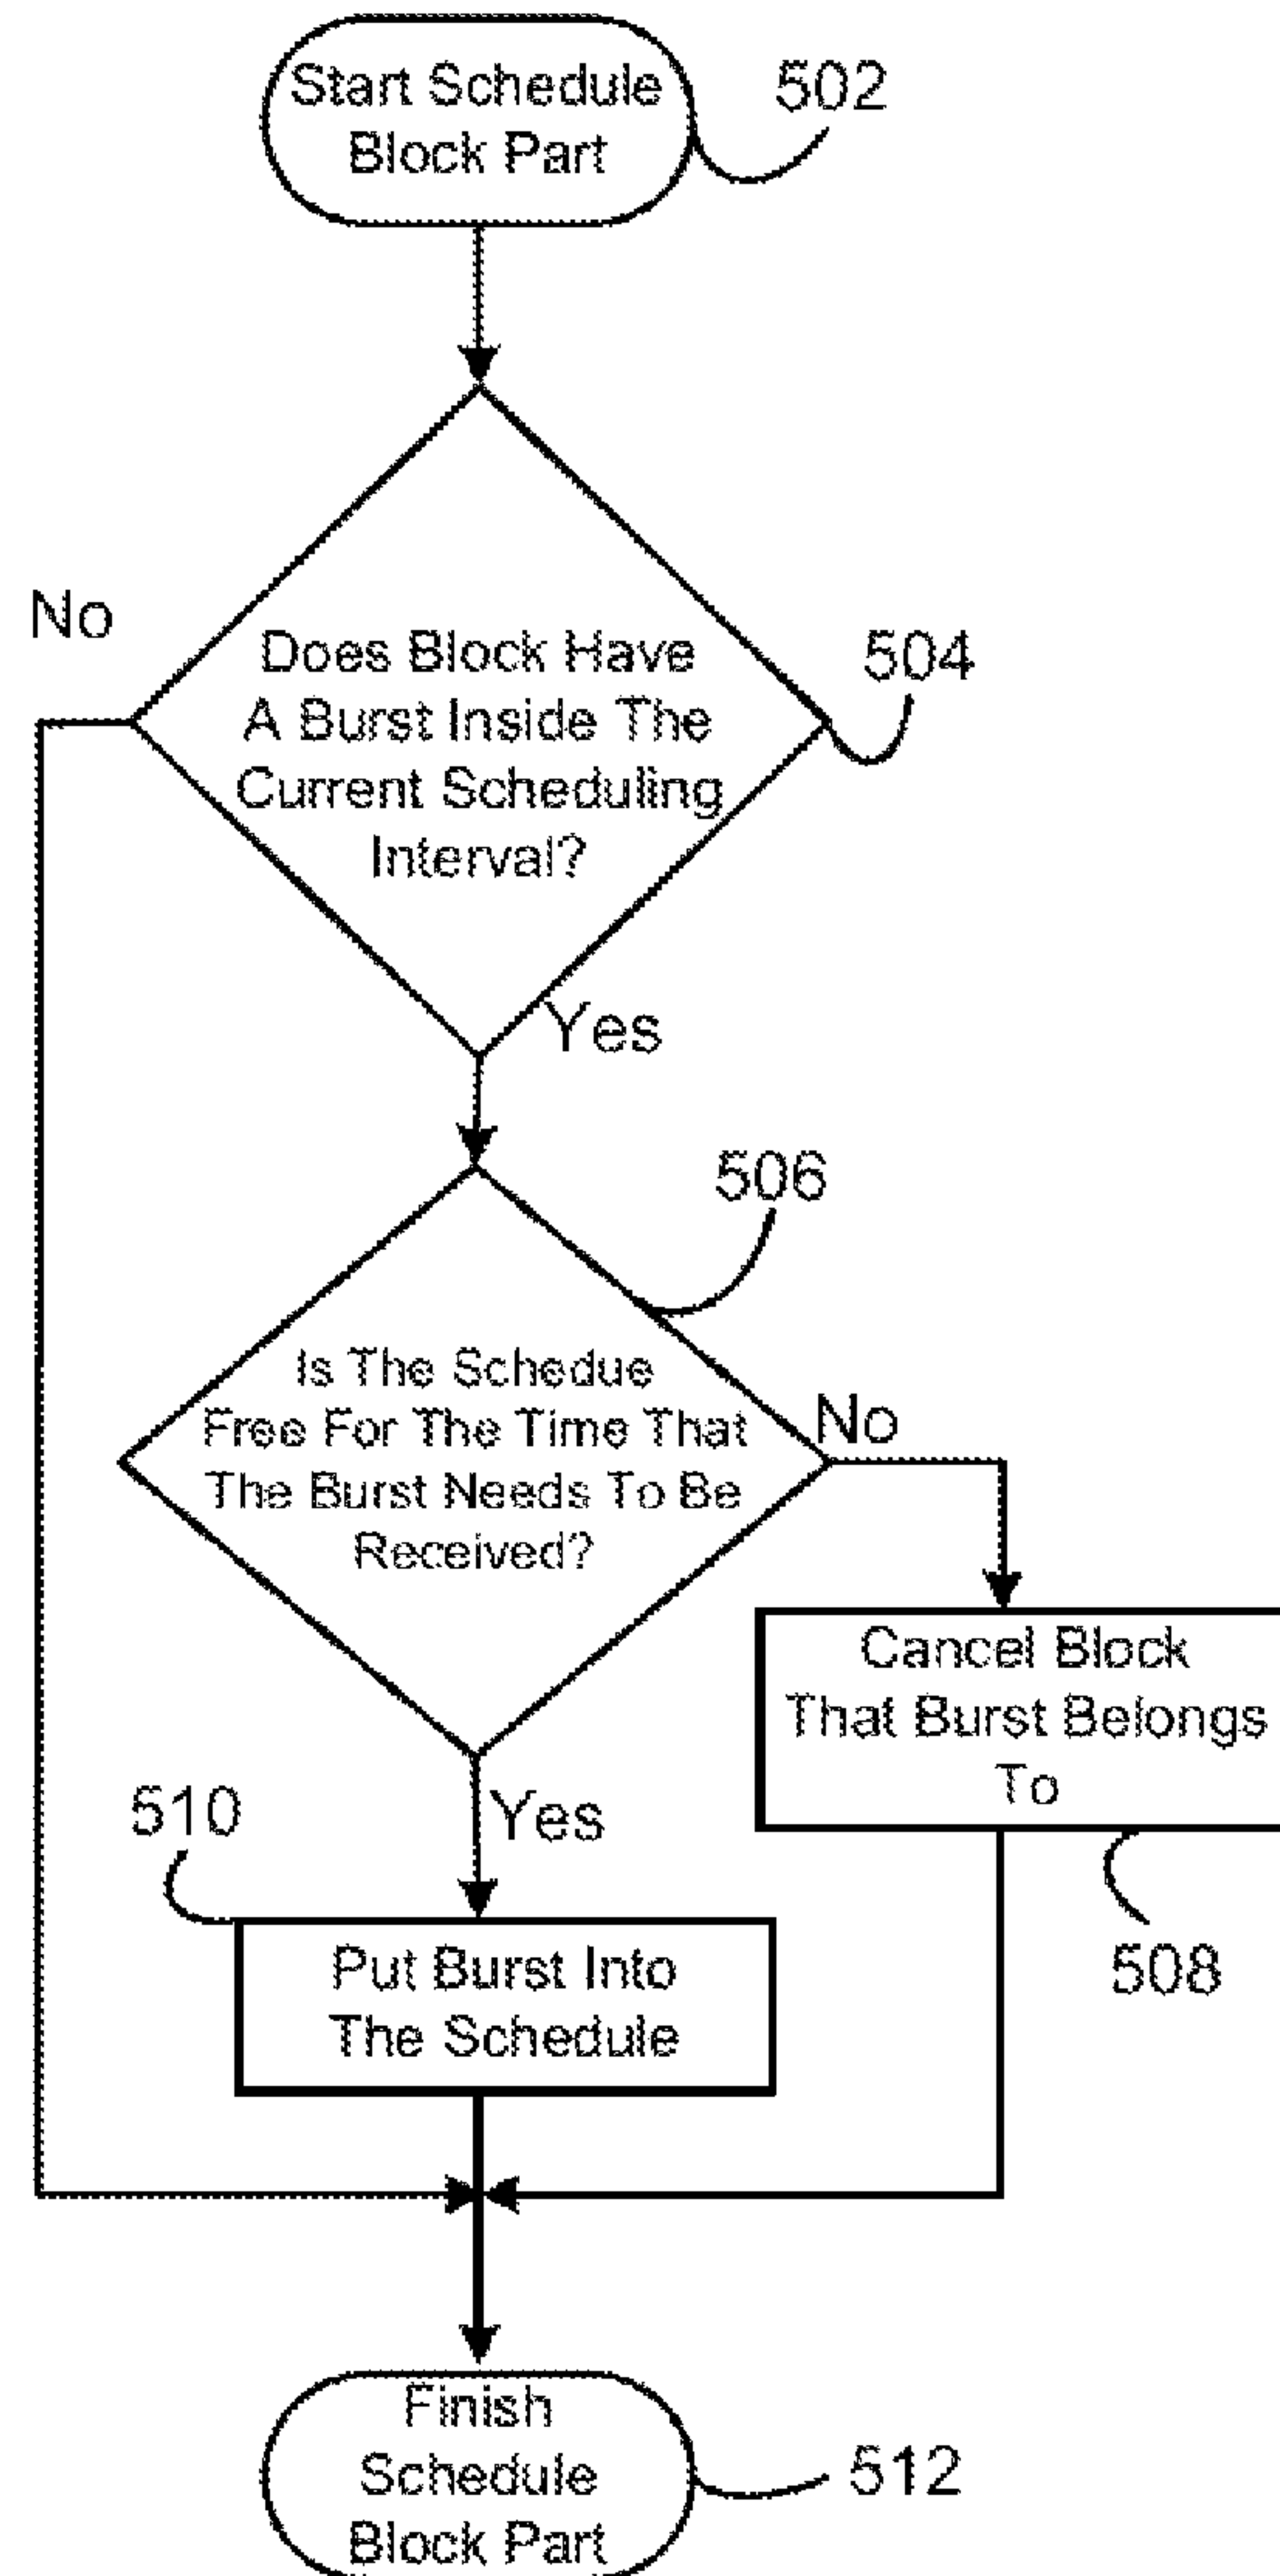 Start Schedule
Block Part
502
No
Does Block Have
A Burst Inside The
Current Scheduling
Interval?
504
Yes
506
Is The Schedue
Free For The Time That
The Burst Needs To Be
Received?
No
Cancel Block
That Burst Belongs
To
508
Yes
510
Put Burst Into
The Schedule
Finish
Schedule
Block Part
512